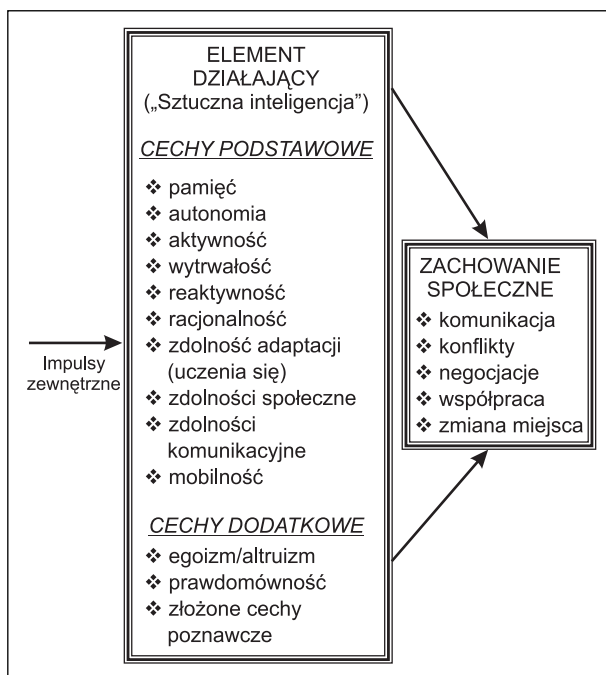 ELEMENT
DZIAŁAJĄCY
(„Sztuczna inteligencja”)
CECHY PODSTAWOWE
❖ pamięć
❖ autonomia
❖ aktywność
❖ wytrwałość
❖ reaktywność
❖ racjonalność
❖ zdolność adaptacji
(uczenia się)
❖ zdolności społeczne
❖ zdolności
komunikacyjne
❖ mobilność
CECHY DODATKOWE
❖ egoizm/altruizm
❖ prawdomówność
❖ złożone cechy
poznawcze
Impulsy
zewnętrzne
ZACHOWANIE
SPOŁECZNE
❖ komunikacja
❖ konflikty
❖ negocjacje
❖ współpraca
❖ zmiana miejsca